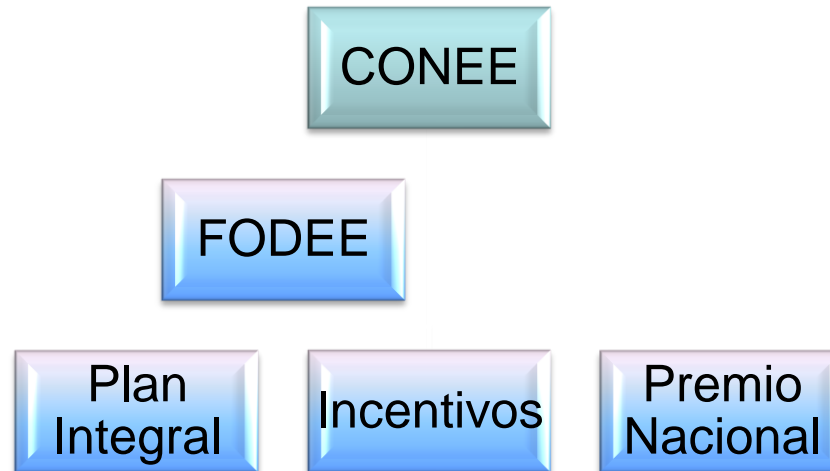 CONEE
FODEE
Plan
Integral
Incentivos
Premio
Nacional